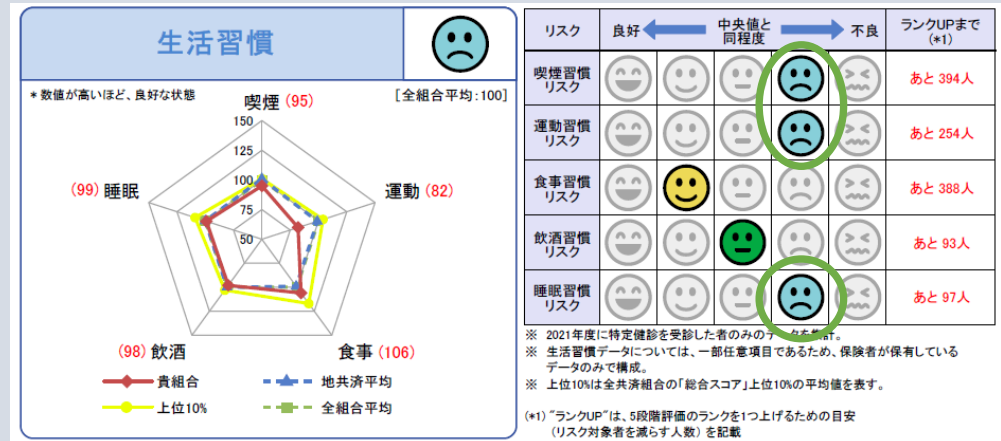 生活習慣
*数値が高いほど、良好な状態
[全組合平均:100]
喫煙(95)
150
125
100
75
50
(99)睡眠
運動(82)
(98)飲酒
食事(106)
貴組合
地共済平均
上位10%
全組合平均
リスク 良好 中央値と同程度 不良 ランクUPまで(*1)
喫煙習慣リスク あと 394人
運動習慣リスク あと 254人
食事習慣リスク あと 388人
飲酒習慣リスク あと 93人
睡眠習慣リスク あと 97人
※ 2021年度に特定健診を受診した者のみのデータを集計。
※ 生活習慣データについては、一部任意項目であるため、保険者が保有している
データのみで構成。
※ 上位10%は全共済組合の「総合スコア」上位10%の平均値を表す。
(*1)"ランクUP"は、5段階評価のランクを1つ上げるための目安
(リスク対象者を減らす人数)を記載